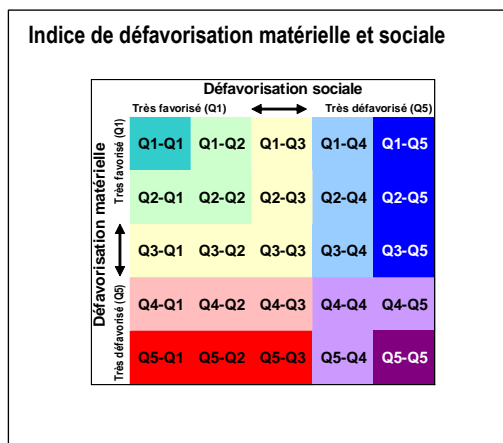 Indice de défavorisation matérielle et sociale
Défavorisation sociale
Très favorisé (Q1) Très défavorisé (Q5)
Défavorisation matérielle
Très favorisé (Q1)
Très défavorisé (Q5)
Q1-Q1 Q1-Q2 Q1-Q3 Q1-Q4 Q1-Q5
Q2-Q1 Q2-Q2 Q2-Q3 Q2-Q4 Q2-Q5
Q3-Q1 Q3-Q2 Q3-Q3 Q3-Q4 Q3-Q5
Q4-Q1 Q4-Q2 Q4-Q3 Q4-Q4 Q4-Q5
Q5-Q1 Q5-Q2 Q5-Q3 Q5-Q4 Q5-Q5